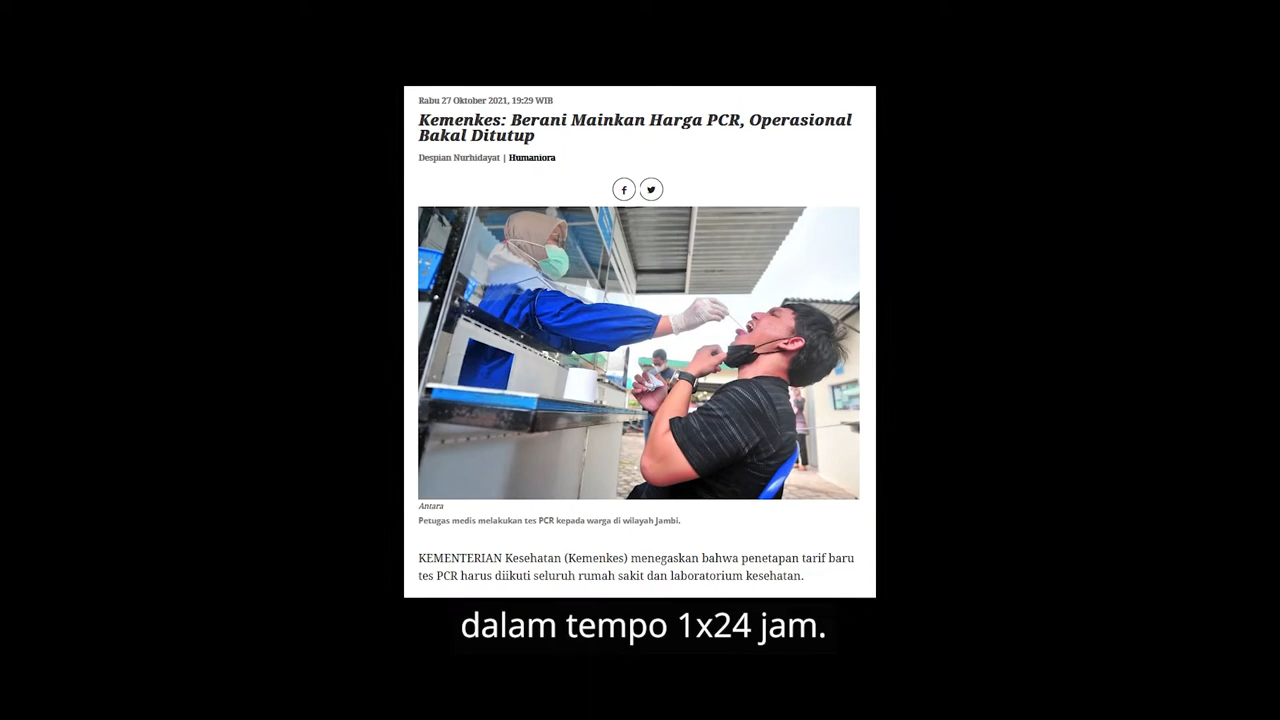 Rabu 27 Oktober 2021, 19:29 WIB
Kemenkes: Berani Mainkan Harga PCR, Operasional
Bakal Ditutup
Despian Nurhidayat | Humaniora
Antara
Petugas medis melakukan tes PCR kepada warga di wilayah Jambi.
KEMENTERIAN Kesehatan (Kemenkes) menegaskan bahwa penetapan tarif baru
tes PCR harus diikuti seluruh rumah sakit dan laboratorium kesehatan.
dalam tempo 1x24 jam.